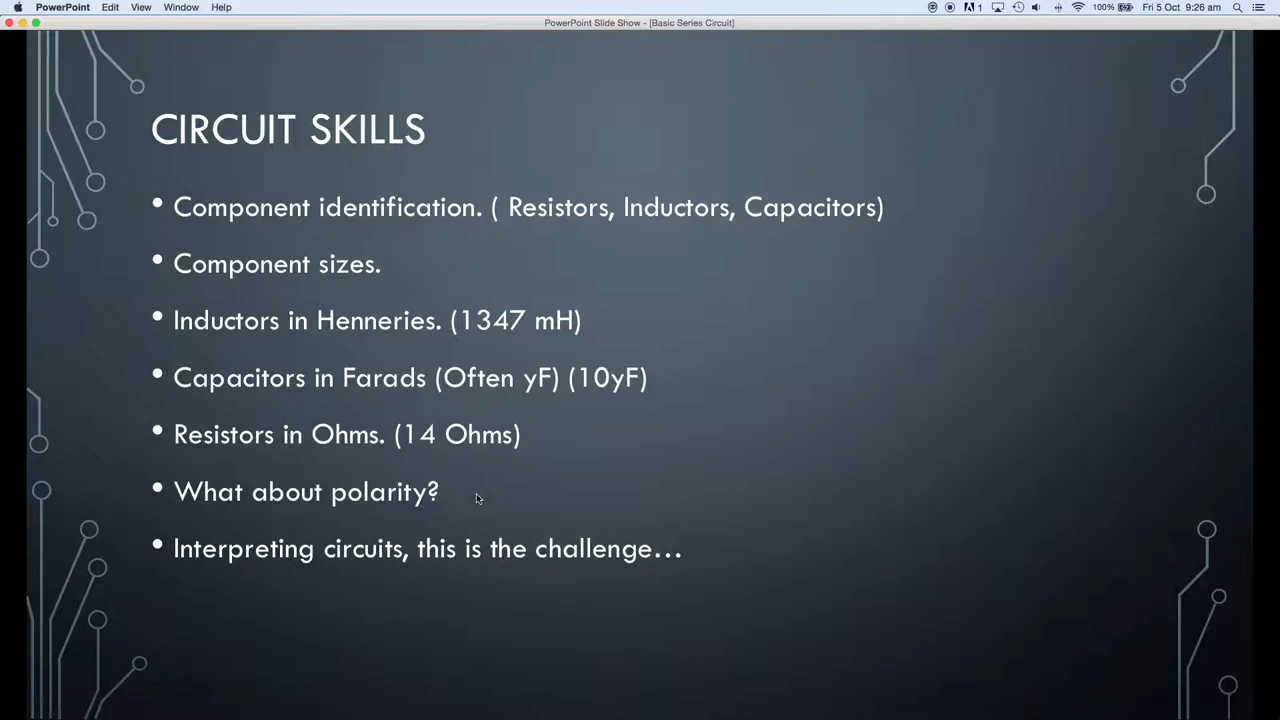 PowerPoint Edit View Window Help 1 100% Fri 5 Oct 9:26 am
PowerPoint Slide Show - [Basic Series Circuit]
CIRCUIT SKILLS
• Component identification. ( Resistors, Inductors, Capacitors)
• Component sizes.
• Inductors in Henneries. (1347 mH)
• Capacitors in Farads (Often yF) (10yF)
• Resistors in Ohms. (14 Ohms)
• What about polarity?
• Interpreting circuits, this is the challenge…